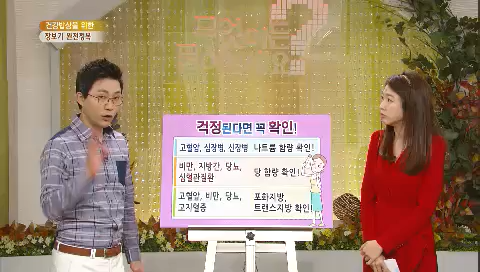 건강밥상을 위한
장보기 완전정복
무엇이든
?
걱정된다면 꼭 확인!
고혈압, 심장병, 신장병 나트륨 함량 확인!
비만, 지방간, 당뇨,
심혈관질환
당 함량 확인!
고혈압, 비만, 당뇨,
고지혈증
포화지방,
트랜스지방 확인!